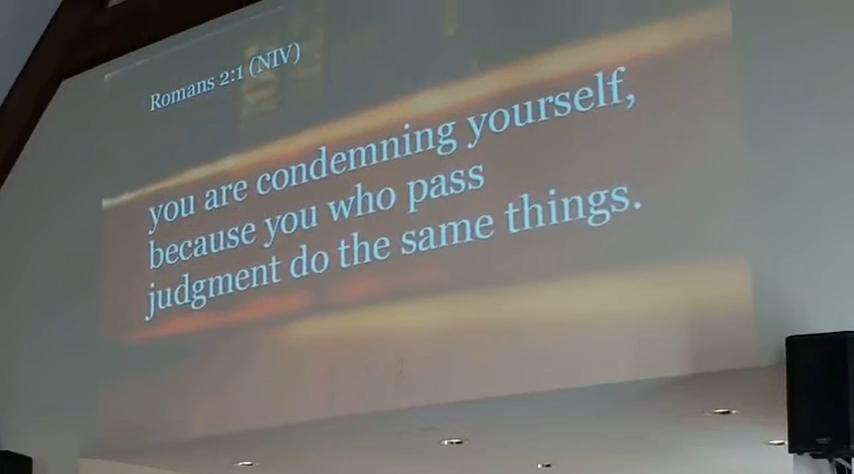 Romans 2:1 (NIV)
you are condemning yourself,
because you who pass
judgment do the same things.